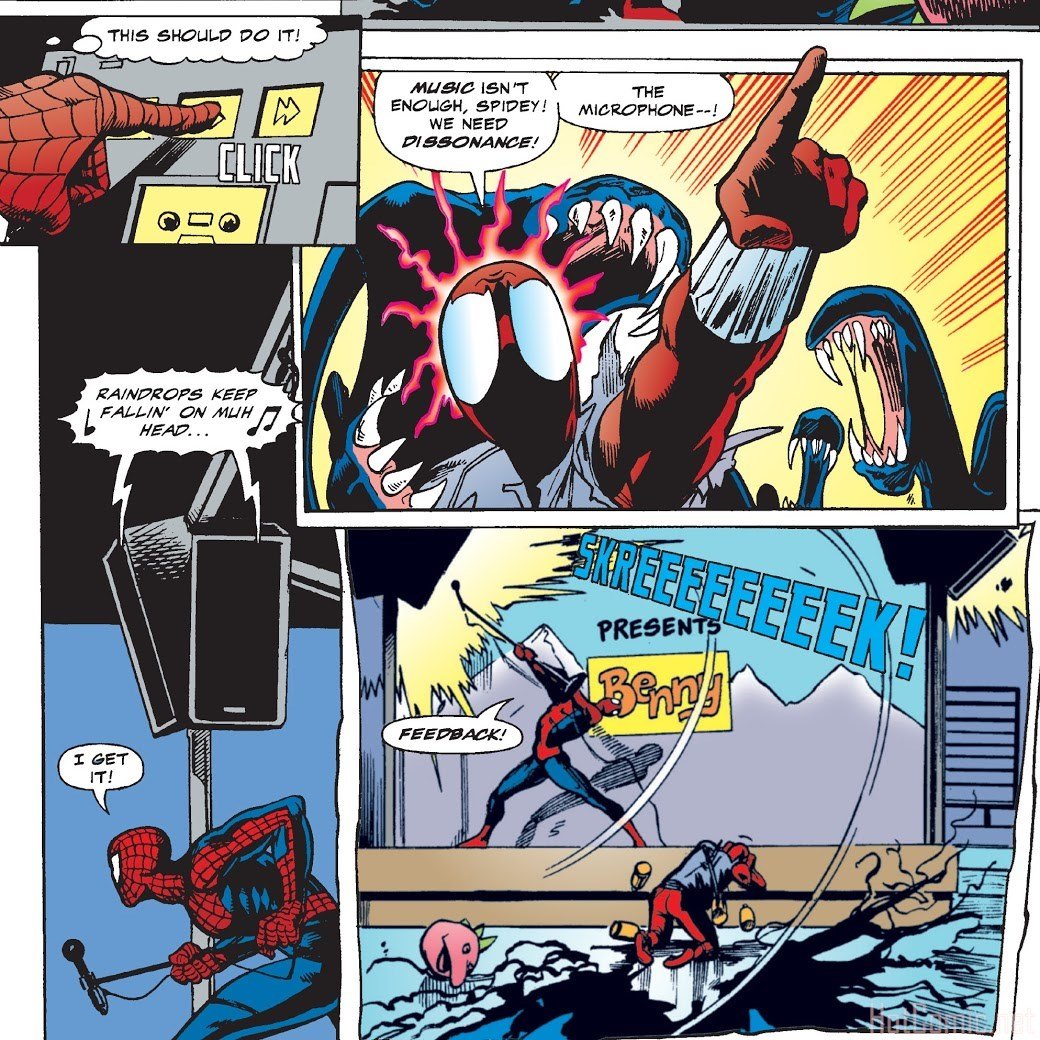 THIS SHOULD DO IT!
CLICK
MUSIC ISN'T
ENOUGH, SPIDEY!
WE NEED
DISSONANCE!
THE
MICROPHONE--!
RAINDROPS KEEP
FALLIN' ON MUH
HEAD...
I GET
IT!
SKREEEEEEEEEK!
PRESENTS
Benny
FEEDBACK!